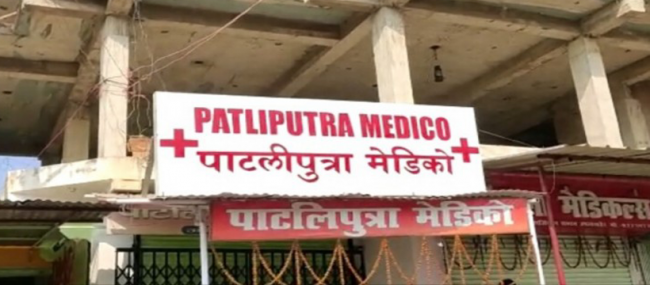 PATLIPUTRA MEDICO
पाटलीपुत्रा मेडिको
पाटलिपुत्रा मेडिको
मेडिकल्स